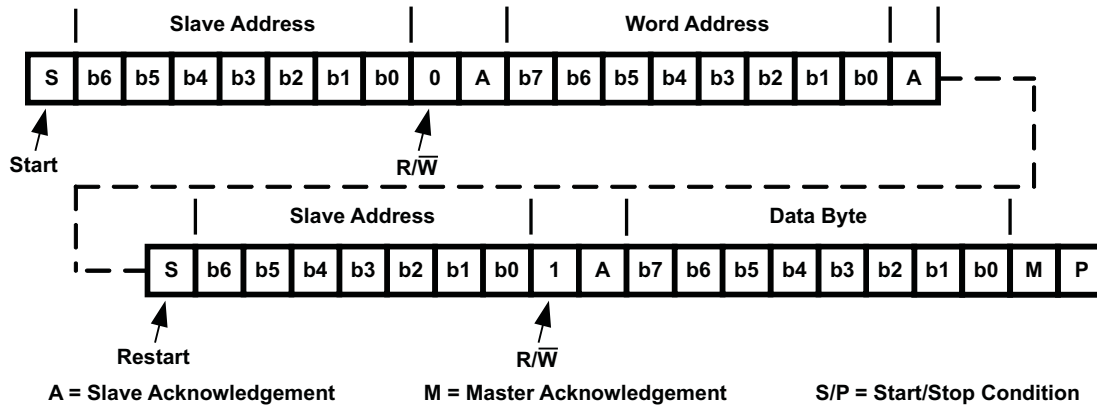 Slave Address Word Address
S b6 b5 b4 b3 b2 b1 b0 0 A b7 b6 b5 b4 b3 b2 b1 b0 A
Start R/W̅
Slave Address Data Byte
S b6 b5 b4 b3 b2 b1 b0 1 A b7 b6 b5 b4 b3 b2 b1 b0 M P
Restart R/W̅
A = Slave Acknowledgement M = Master Acknowledgement S/P = Start/Stop Condition